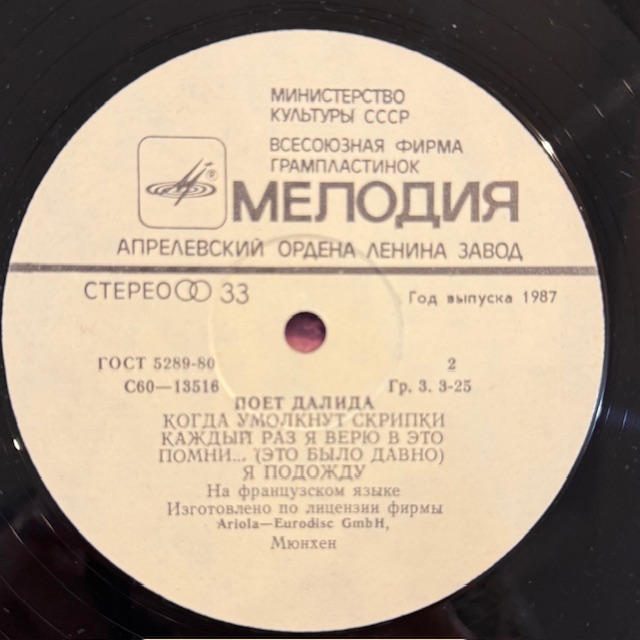 МИНИСТЕРСТВО
КУЛЬТУРЫ СССР
ВСЕСОЮЗНАЯ ФИРМА
ГРАМПЛАСТИНОК
МЕЛОДИЯ
АПРЕЛЕВСКИЙ ОРДЕНА ЛЕНИНА ЗАВОД
СТЕРЕО 33 Год выпуска 1987
ГОСТ 5289-80 2
С60—13516 Гр. 3. 3-25
ПОЕТ ДАЛИДА
КОГДА УМОЛКНУТ СКРИПКИ
КАЖДЫЙ РАЗ Я ВЕРЮ В ЭТО
ПОМНИ... (ЭТО БЫЛО ДАВНО)
Я ПОДОЖДУ
На французском языке
Изготовлено по лицензии фирмы
Ariola—Eurodisc GmbH,
Мюнхен